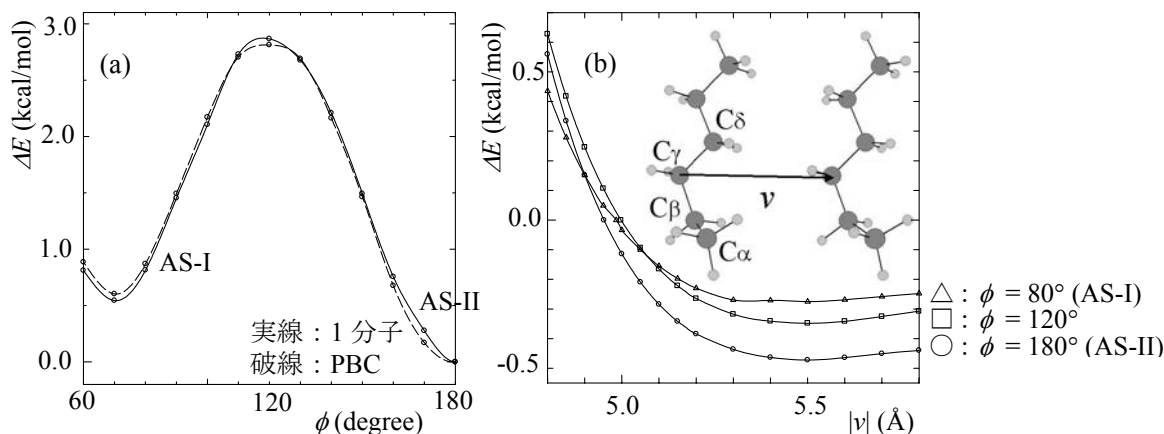 (a)
3.0
2.0
1.0
0.0
ΔE (kcal/mol)
AS-I
AS-II
実線：1 分子
破線：PBC
60
120
180
ϕ (degree)
(b)
0.5
0.0
-0.5
ΔE (kcal/mol)
Cδ
Cγ
v
Cβ
Cα
5.0
5.5
|v| (Å)
△ : ϕ = 80° (AS-I)
□ : ϕ = 120°
○ : ϕ = 180° (AS-II)